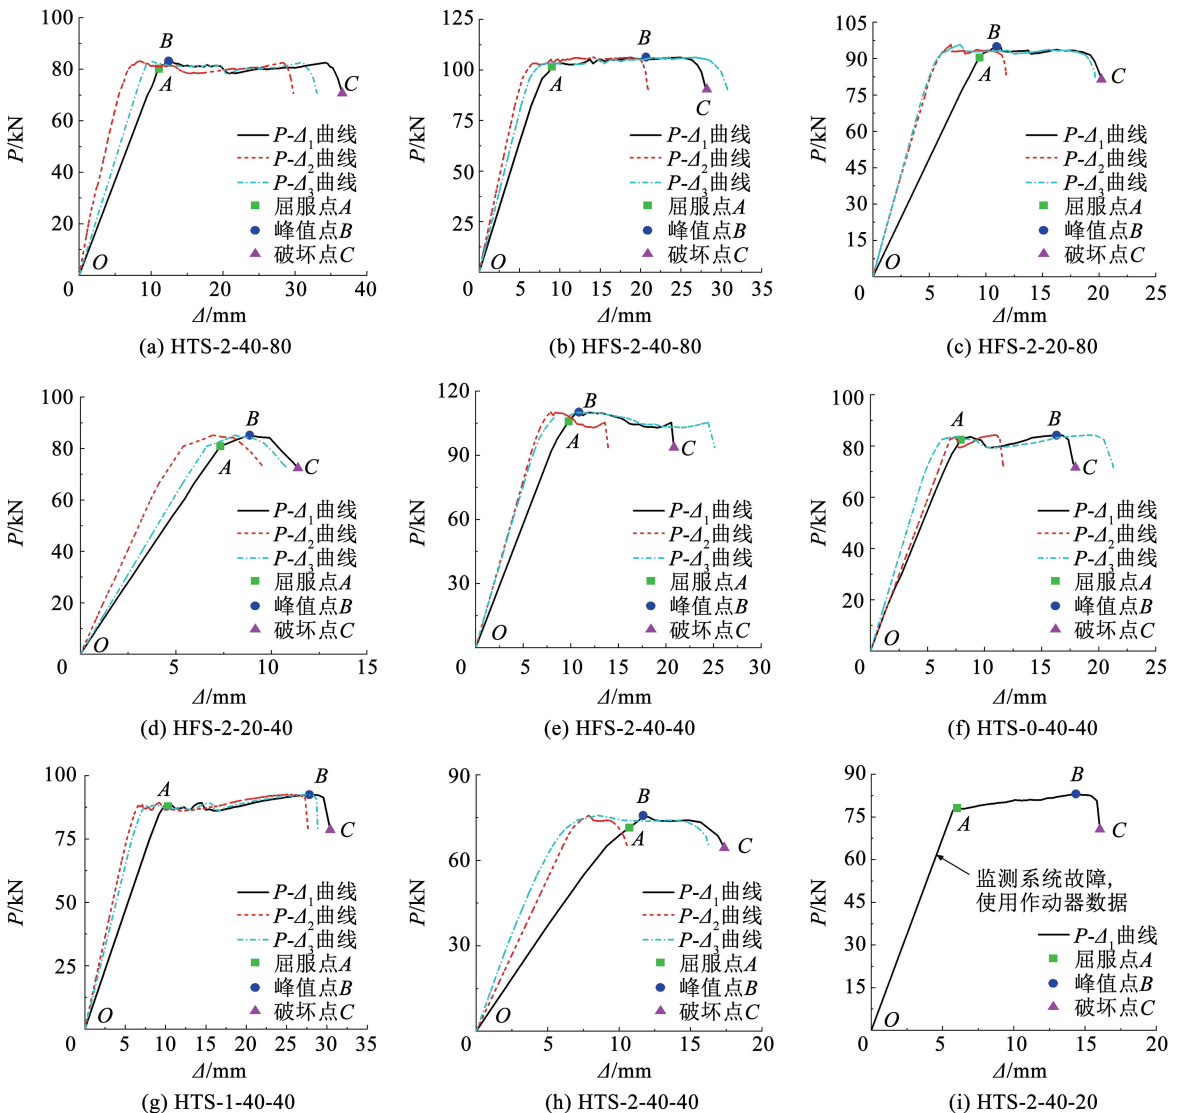 100
80
60
40
20
0
10
20
30
40
P/kN
Δ/mm
B
A
C
O
P-Δ1曲线
P-Δ2曲线
P-Δ3曲线
屈服点A
峰值点B
破坏点C
(a) HTS-2-40-80
125
100
75
50
25
0
5
10
15
20
25
30
35
P/kN
Δ/mm
B
A
C
O
P-Δ1曲线
P-Δ2曲线
P-Δ3曲线
屈服点A
峰值点B
破坏点C
(b) HFS-2-40-80
105
90
75
60
45
30
15
0
5
10
15
20
25
P/kN
Δ/mm
B
A
C
O
P-Δ1曲线
P-Δ2曲线
P-Δ3曲线
屈服点A
峰值点B
破坏点C
(c) HFS-2-20-80
100
80
60
40
20
0
5
10
15
P/kN
Δ/mm
B
A
C
O
P-Δ1曲线
P-Δ2曲线
P-Δ3曲线
屈服点A
峰值点B
破坏点C
(d) HFS-2-20-40
120
90
60
30
0
5
10
15
20
25
30
P/kN
Δ/mm
B
A
C
O
P-Δ1曲线
P-Δ2曲线
P-Δ3曲线
屈服点A
峰值点B
破坏点C
(e) HFS-2-40-40
100
80
60
40
20
0
5
10
15
20
25
P/kN
Δ/mm
A
B
C
O
P-Δ1曲线
P-Δ2曲线
P-Δ3曲线
屈服点A
峰值点B
破坏点C
(f) HTS-0-40-40
100
75
50
25
0
5
10
15
20
25
30
35
P/kN
Δ/mm
A
B
C
O
P-Δ1曲线
P-Δ2曲线
P-Δ3曲线
屈服点A
峰值点B
破坏点C
(g) HTS-1-40-40
90
60
30
0
5
10
15
20
P/kN
Δ/mm
B
A
C
O
P-Δ1曲线
P-Δ2曲线
P-Δ3曲线
屈服点A
峰值点B
破坏点C
(h) HTS-2-40-40
90
75
60
45
30
15
0
5
10
15
20
P/kN
Δ/mm
B
A
C
监测系统故障,
使用作动器数据
O
P-Δ1曲线
屈服点A
峰值点B
破坏点C
(i) HTS-2-40-20